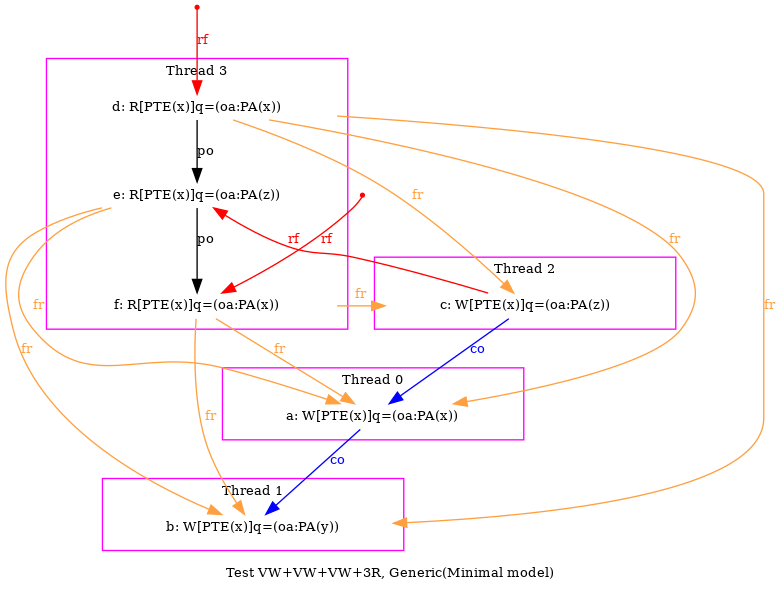 rf
Thread 3
d: R[PTE(x)]q=(oa:PA(x))
po
fr
e: R[PTE(x)]q=(oa:PA(z))
po
rf
rf
fr
Thread 2
fr
fr
fr
f: R[PTE(x)]q=(oa:PA(x))
c: W[PTE(x)]q=(oa:PA(z))
fr
fr
co
Thread 0
fr
a: W[PTE(x)]q=(oa:PA(x))
co
Thread 1
b: W[PTE(x)]q=(oa:PA(y))
Test VW+VW+VW+3R, Generic(Minimal model)